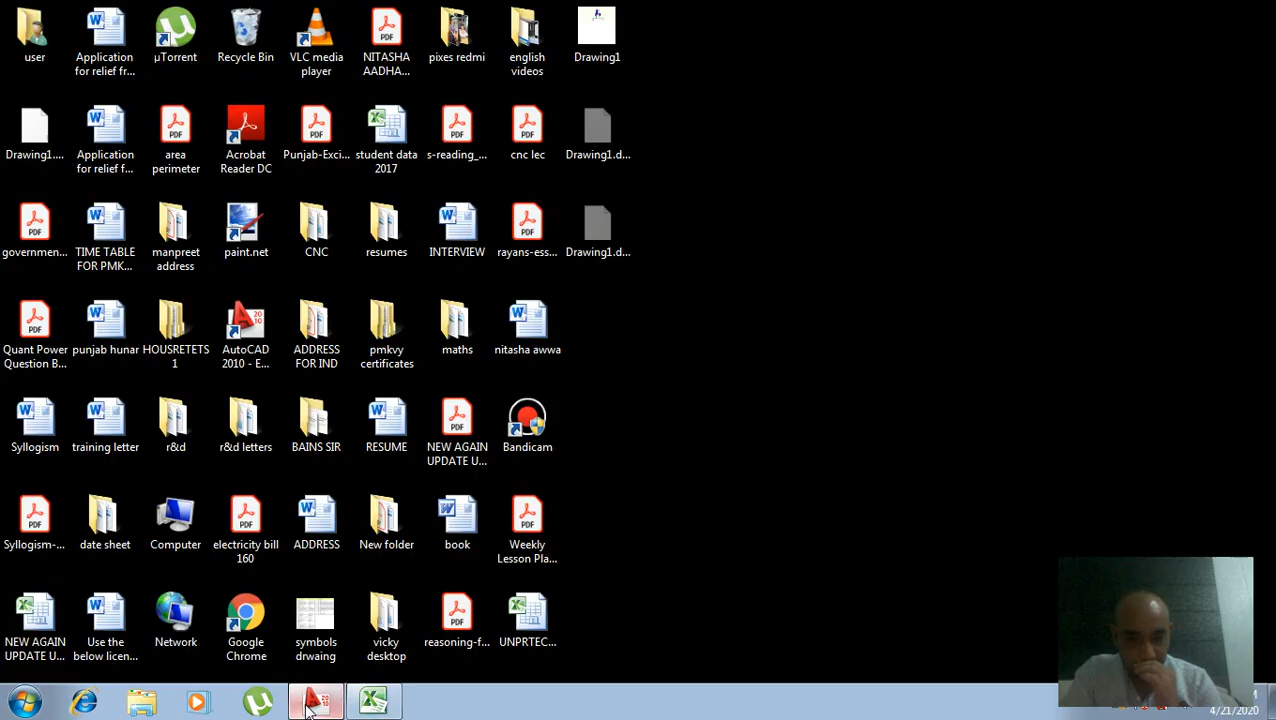 user
Application
for relief fr...
µTorrent
Recycle Bin
VLC media
player
NITASHA
AADHA...
pixes redmi
english
videos
Drawing1
Drawing1....
Application
for relief f...
area
perimeter
Acrobat
Reader DC
Punjab-Exci...
student data
2017
s-reading_...
cnc lec
Drawing1.d...
governmen...
TIME TABLE
FOR PMK...
manpreet
address
paint.net
CNC
resumes
INTERVIEW
rayans-ess...
Drawing1.d...
Quant Power
Question B...
punjab hunar
HOUSRETETS
1
AutoCAD
2010 - E...
ADDRESS
FOR IND
pmkvy
certificates
maths
nitasha awwa
Syllogism
training letter
r&d
r&d letters
BAINS SIR
RESUME
NEW AGAIN
UPDATE U...
Bandicam
Syllogism-...
date sheet
Computer
electricity bill
160
ADDRESS
New folder
book
Weekly
Lesson Pla...
NEW AGAIN
UPDATE U...
Use the
below licen...
Network
Google
Chrome
symbols
drwaing
vicky
desktop
reasoning-f...
UNPRTEC...
4/21/2020